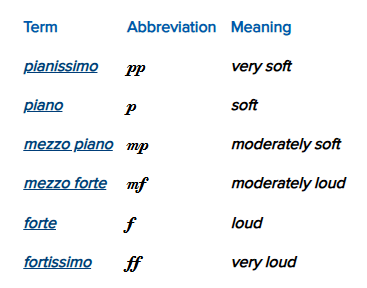 Term Abbreviation Meaning
pianissimo pp very soft
piano p soft
mezzo piano mp moderately soft
mezzo forte mf moderately loud
forte f loud
fortissimo ff very loud